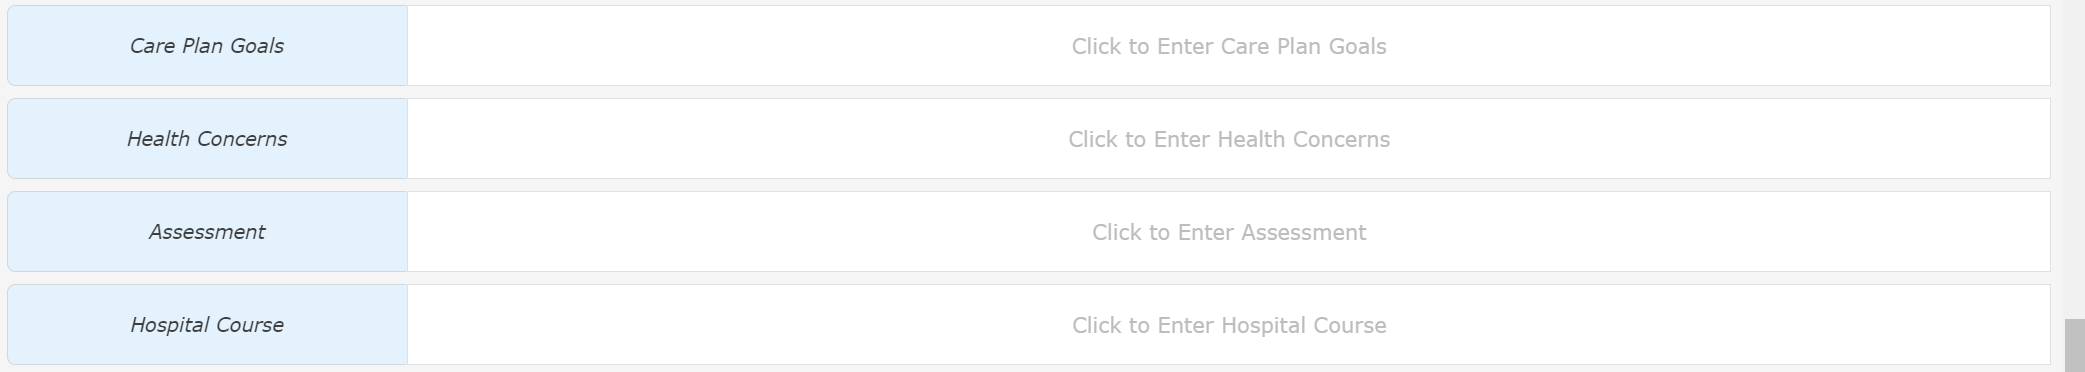 Care Plan Goals
Click to Enter Care Plan Goals
Health Concerns
Click to Enter Health Concerns
Assessment
Click to Enter Assessment
Hospital Course
Click to Enter Hospital Course